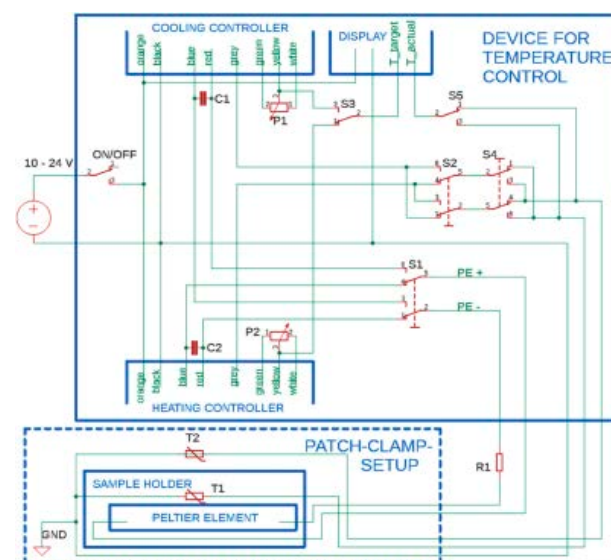 COOLING CONTROLLER
orange
black
blue
red
grey
green
yellow
white
DISPLAY
T_target
T_actual
DEVICE FOR
TEMPERATURE
CONTROL
C1
P1
S3
S5
10 - 24 V
ON/OFF
S2
S4
S1
PE +
PE -
P2
C2
orange
black
blue
red
grey
green
yellow
white
HEATING CONTROLLER
T2
PATCH-CLAMP-
SETUP
R1
SAMPLE HOLDER
T1
PELTIER ELEMENT
GND